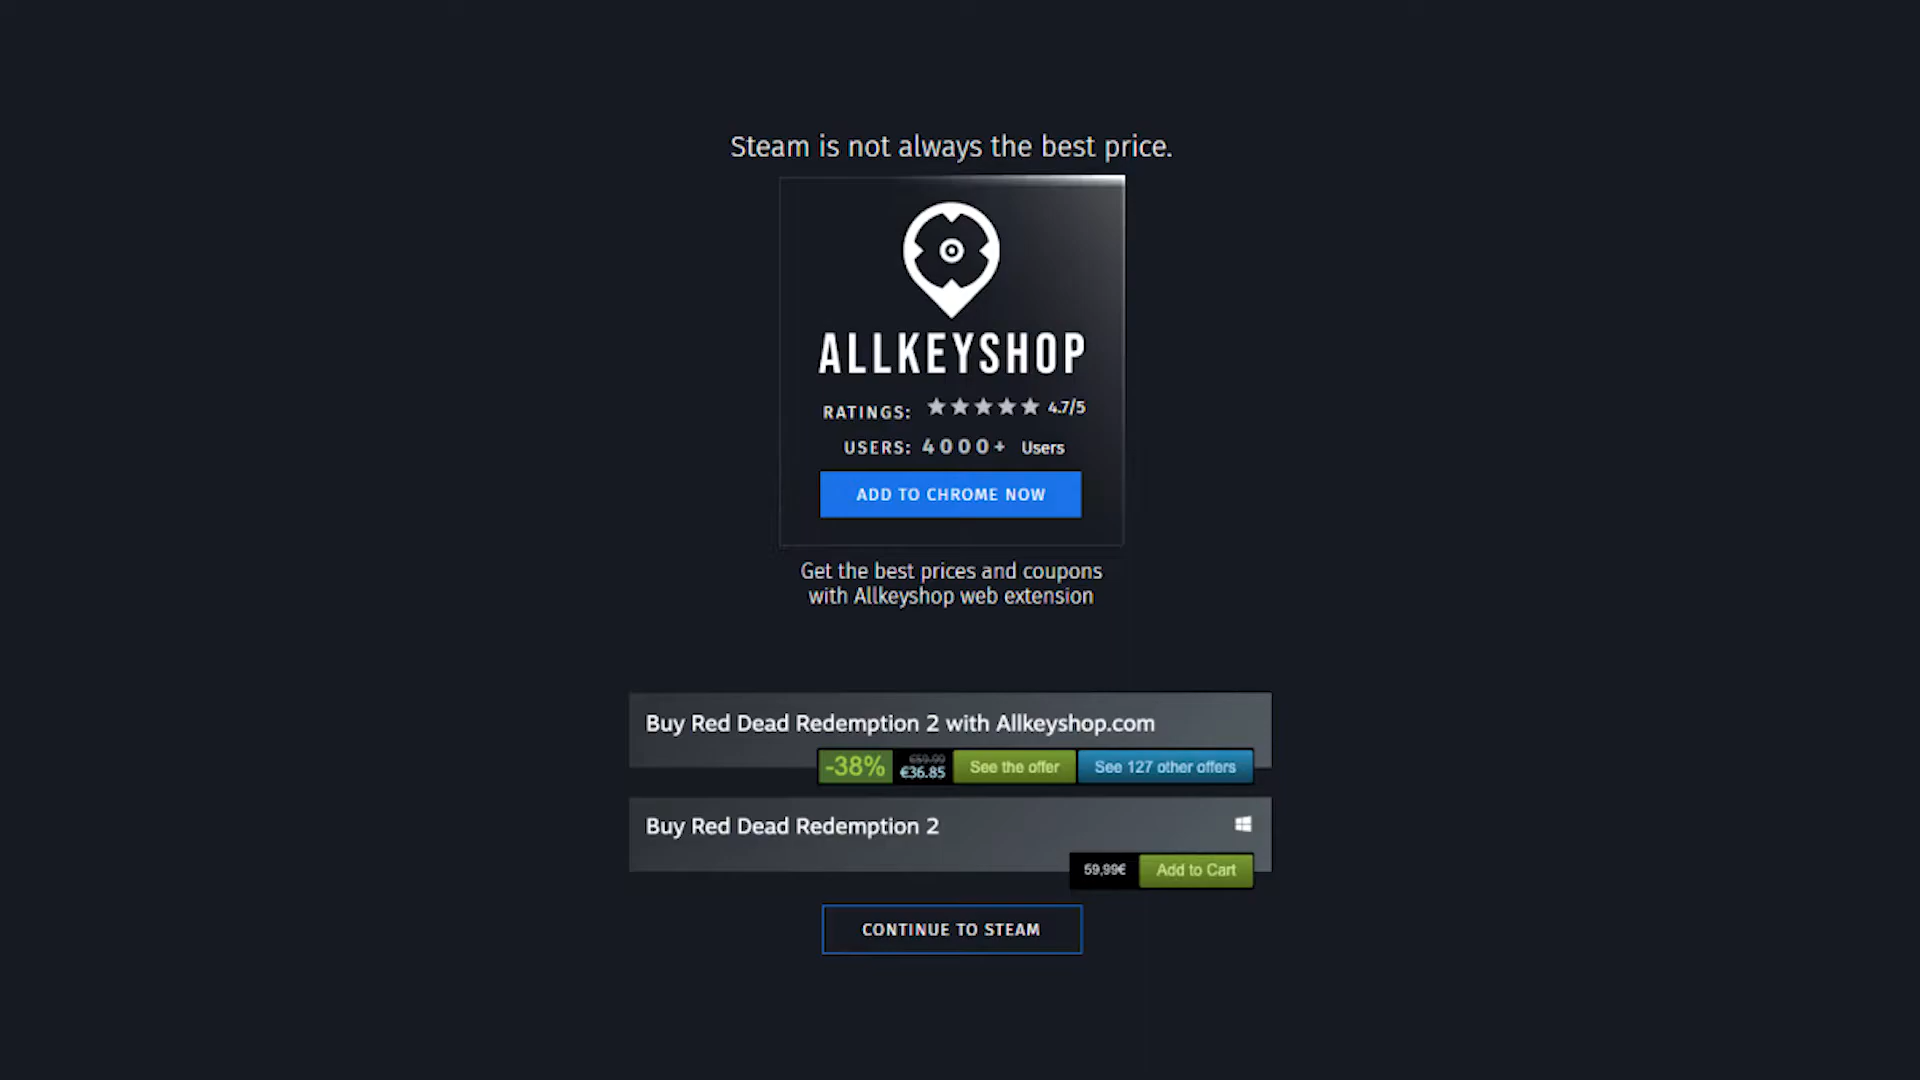 Steam is not always the best price.
ALLKEYSHOP
RATINGS: 4.7/5
USERS: 4000+ Users
ADD TO CHROME NOW
Get the best prices and coupons
with Allkeyshop web extension
Buy Red Dead Redemption 2 with Allkeyshop.com
-38% €59.99 €36.85 See the offer See 127 other offers
Buy Red Dead Redemption 2
59,99€ Add to Cart
CONTINUE TO STEAM